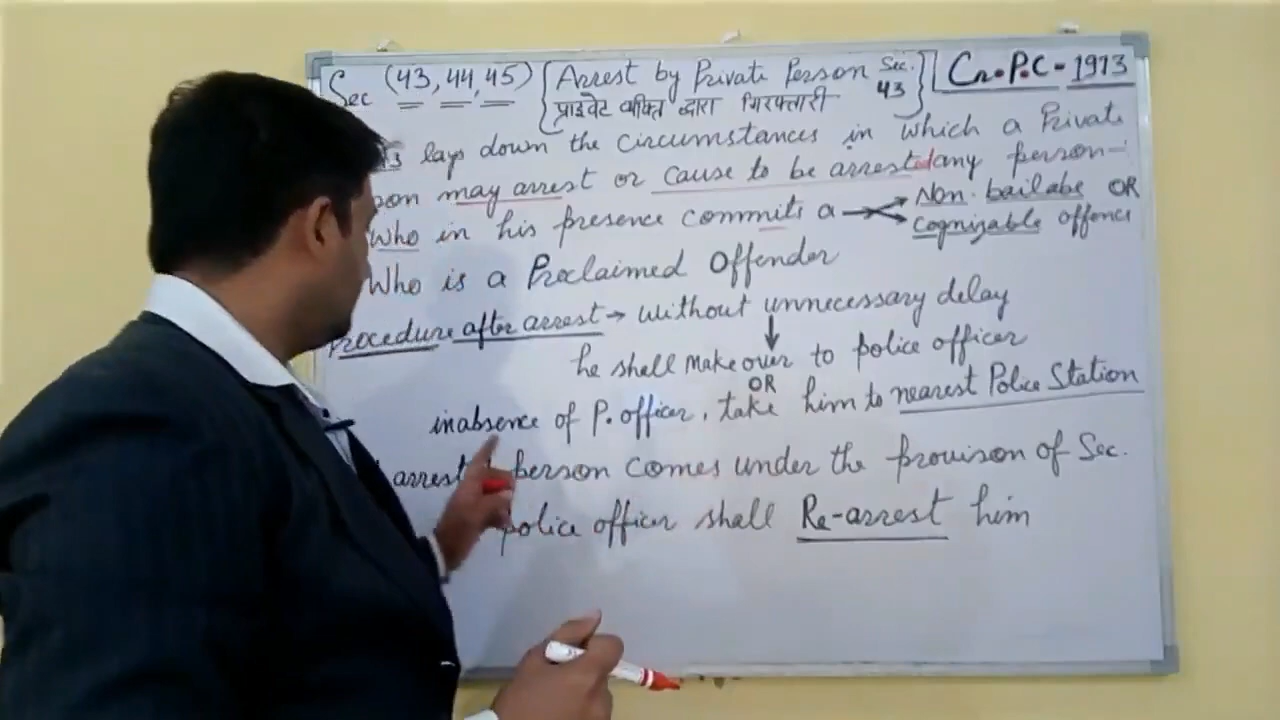 Sec (43, 44, 45) { Arrest by Private Person Sec. 43 } Cr.P.C - 1973
प्राइवेट व्यक्ति द्वारा गिरफ्तारी
lays down the circumstances in which a Private
may arrest or cause to be arrested any person -
who in his presence commits a Non-bailabe OR
Cognizable offence
Who is a Proclaimed Offender
Procedure after arrest → without unnecessary delay
he shall make over to police officer
OR
inabsence of P. officer, take him to nearest Police Station
arrest person comes under the provison of Sec.
police officer shall Re-arrest him